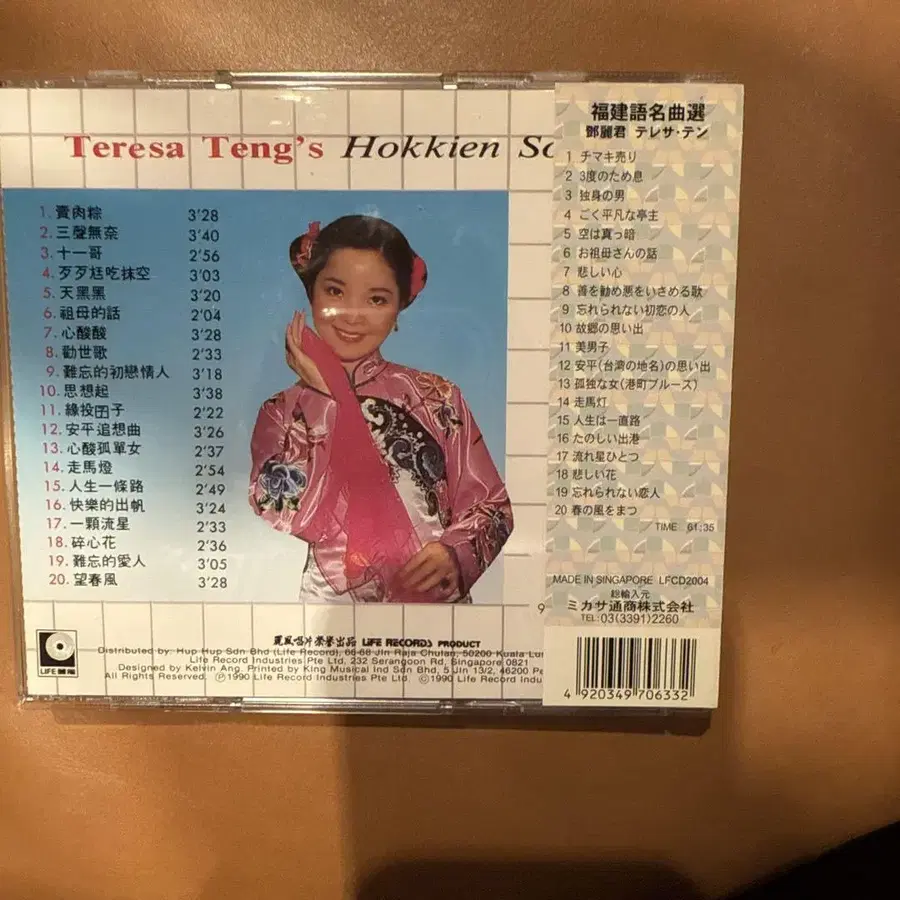 Teresa Teng's Hokkien So
1. 賣肉粽 3'28
2. 三聲無奈 3'40
3. 十一哥 2'56
4. 歹歹尪吃抹空 3'03
5. 天黑黑 3'20
6. 祖母的話 2'04
7. 心酸酸 3'28
8. 勸世歌 2'33
9. 難忘的初戀情人 3'18
10. 思想起 3'38
11. 緣投囝子 2'22
12. 安平追想曲 3'26
13. 心酸孤單女 2'37
14. 走馬燈 2'54
15. 人生一條路 2'49
16. 快樂的出帆 3'24
17. 一顆流星 2'33
18. 碎心花 2'36
19. 難忘的愛人 3'05
20. 望春風 3'28
LIFE 麗風
麗風唱片榮譽出品 LIFE RECORDS PRODUCT
Distributed by: Hup Hup Sdn Bhd (Life Record), 66-68 Jln Raja Chulan, 50200 Kuala Lum
Life Record Industries Pte Ltd, 232 Serangoon Rd, Singapore 0821
Designed by Kelvin Ang. Printed by King Musical Ind Sdn Bhd, 5 Jln 13/2, 46200 Pe
All Rights Reserved. Ⓟ1990 Life Record Industries Pte Ltd. ©1990 Life Record Indu
福建語名曲選
鄧麗君 テレサ・テン
1 チマキ売り
2 3度のため息
3 独身の男
4 ごく平凡な亭主
5 空は真っ暗
6 お祖母さんの話
7 悲しい心
8 善を勧め悪をいさめる歌
9 忘れられない初恋の人
10 故郷の思い出
11 美男子
12 安平(台湾の地名)の思い出
13 孤独な女(港町ブルース)
14 走馬灯
15 人生は一直路
16 たのしい出港
17 流れ星ひとつ
18 悲しい花
19 忘れられない恋人
20 春の風をまつ
TIME 61:35
MADE IN SINGAPORE LFCD2004
総輸入元
ミカサ通商株式会社
TEL:03(3391)2260
4 920349 706332